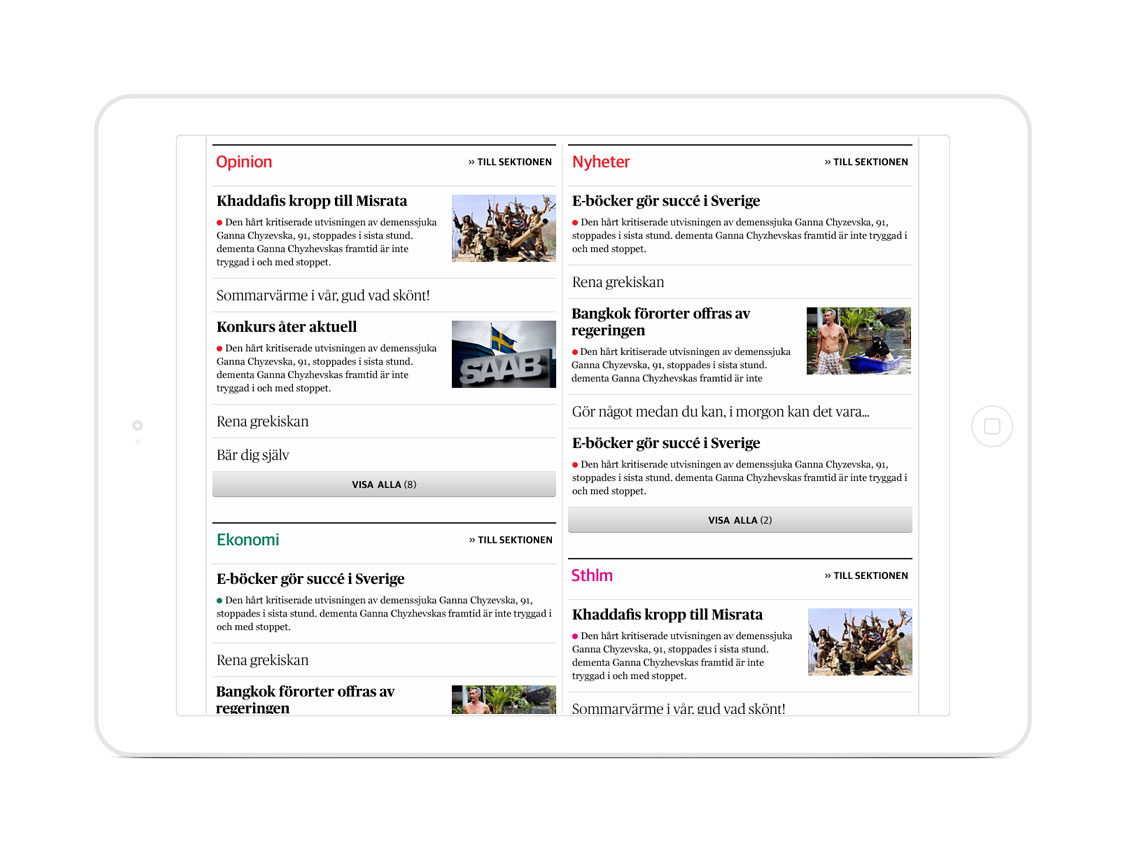 Opinion
» TILL SEKTIONEN
Khaddafis kropp till Misrata
Den hårt kritiserade utvisningen av demenssjuka
Ganna Chyzevska, 91, stoppades i sista stund.
dementa Ganna Chyzhevskas framtid är inte
tryggad i och med stoppet.
Sommarvärme i vår, gud vad skönt!
Konkurs åter aktuell
Den hårt kritiserade utvisningen av demenssjuka
Ganna Chyzevska, 91, stoppades i sista stund.
dementa Ganna Chyzhevskas framtid är inte
tryggad i och med stoppet.
SAAB
Rena grekiskan
Bär dig själv
VISA ALLA (8)
Ekonomi
» TILL SEKTIONEN
E-böcker gör succé i Sverige
Den hårt kritiserade utvisningen av demenssjuka Ganna Chyzevska, 91,
stoppades i sista stund. dementa Ganna Chyzhevskas framtid är inte tryggad i
och med stoppet.
Rena grekiskan
Bangkok förorter offras av
regeringen
Nyheter
» TILL SEKTIONEN
E-böcker gör succé i Sverige
Den hårt kritiserade utvisningen av demenssjuka Ganna Chyzevska, 91,
stoppades i sista stund. dementa Ganna Chyzhevskas framtid är inte tryggad i
och med stoppet.
Rena grekiskan
Bangkok förorter offras av
regeringen
Den hårt kritiserade utvisningen av demenssjuka
Ganna Chyzevska, 91, stoppades i sista stund.
dementa Ganna Chyzhevskas framtid är inte
Gör något medan du kan, i morgon kan det vara...
E-böcker gör succé i Sverige
Den hårt kritiserade utvisningen av demenssjuka Ganna Chyzevska, 91,
stoppades i sista stund. dementa Ganna Chyzhevskas framtid är inte tryggad i
och med stoppet.
VISA ALLA (2)
Sthlm
» TILL SEKTIONEN
Khaddafis kropp till Misrata
Den hårt kritiserade utvisningen av demenssjuka
Ganna Chyzevska, 91, stoppades i sista stund.
dementa Ganna Chyzhevskas framtid är inte
tryggad i och med stoppet.
Sommarvärme i vår, gud vad skönt!